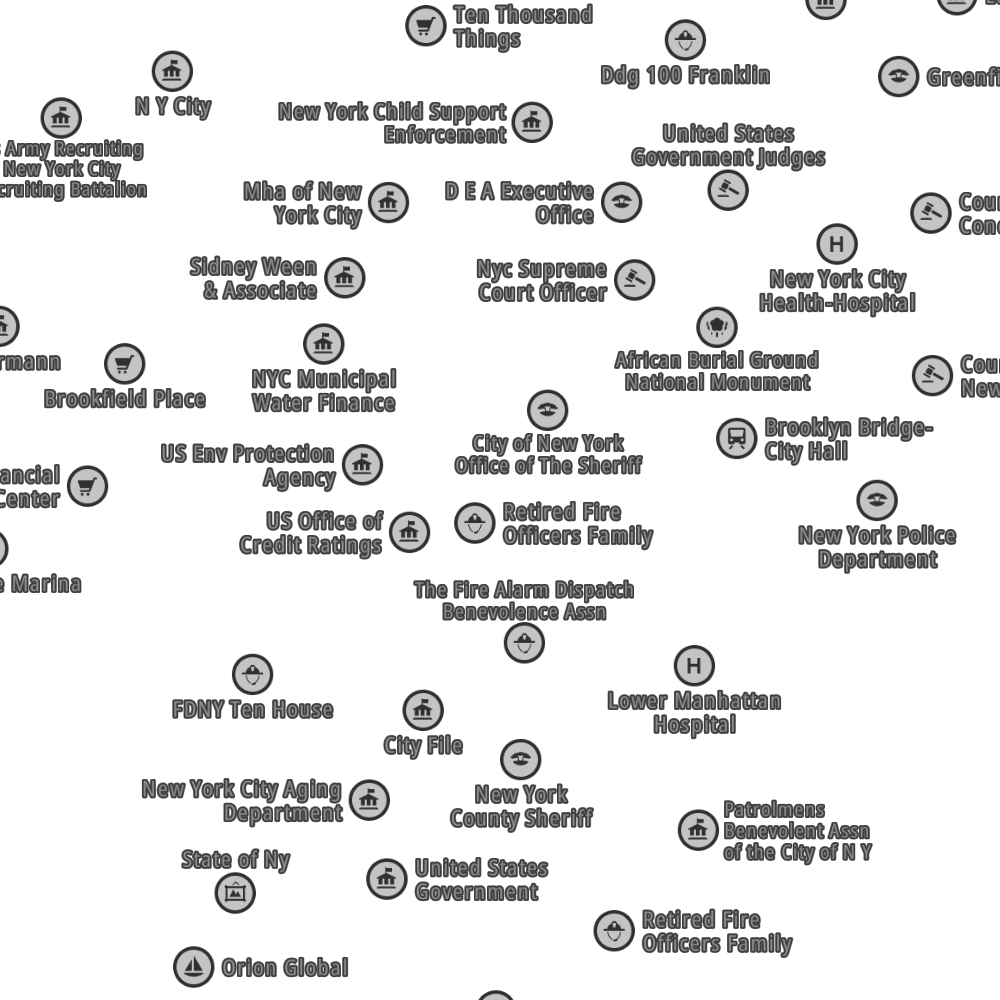 Ten Thousand
Things
Ddg 100 Franklin
Greenfi
N Y City
New York Child Support
Enforcement
United States
Government Judges
Army Recruiting
New York City
cruiting Battalion
Mha of New
York City
D E A Executive
Office
Cour
Conc
Sidney Ween
& Associate
Nyc Supreme
Court Officer
New York City
Health-Hospital
rmann
Brookfield Place
NYC Municipal
Water Finance
African Burial Ground
National Monument
Cour
New
City of New York
Office of The Sheriff
Brooklyn Bridge-
City Hall
US Env Protection
Agency
ancial
Center
US Office of
Credit Ratings
Retired Fire
Officers Family
New York Police
Department
e Marina
The Fire Alarm Dispatch
Benevolence Assn
FDNY Ten House
Lower Manhattan
Hospital
City File
New York City Aging
Department
New York
County Sheriff
Patrolmens
Benevolent Assn
of the City of N Y
State of Ny
United States
Government
Retired Fire
Officers Family
Orion Global